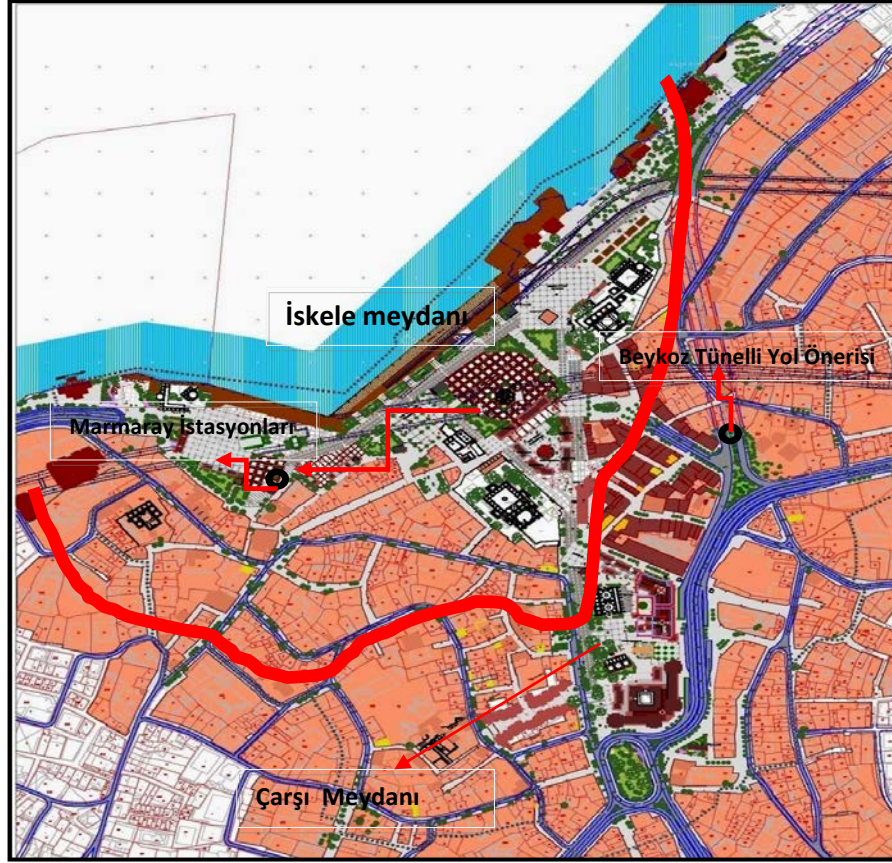 İskele meydanı
Beykoz Tünelli Yol Önerisi
Marmaray İstasyonları
Çarşı Meydanı